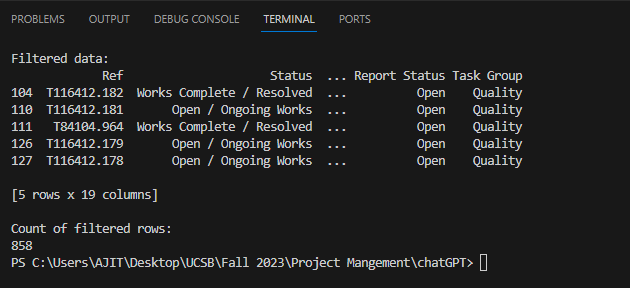 PROBLEMS OUTPUT DEBUG CONSOLE TERMINAL PORTS
Filtered data:
Ref Status ... Report Status Task Group
104 T116412.182 Works Complete / Resolved ... Open Quality
110 T116412.181 Open / Ongoing Works ... Open Quality
111 T84104.964 Works Complete / Resolved ... Open Quality
126 T116412.179 Open / Ongoing Works ... Open Quality
127 T116412.178 Open / Ongoing Works ... Open Quality
[5 rows x 19 columns]
Count of filtered rows:
858
PS C:\Users\AJIT\Desktop\UCSB\Fall 2023\Project Mangement\chatGPT>